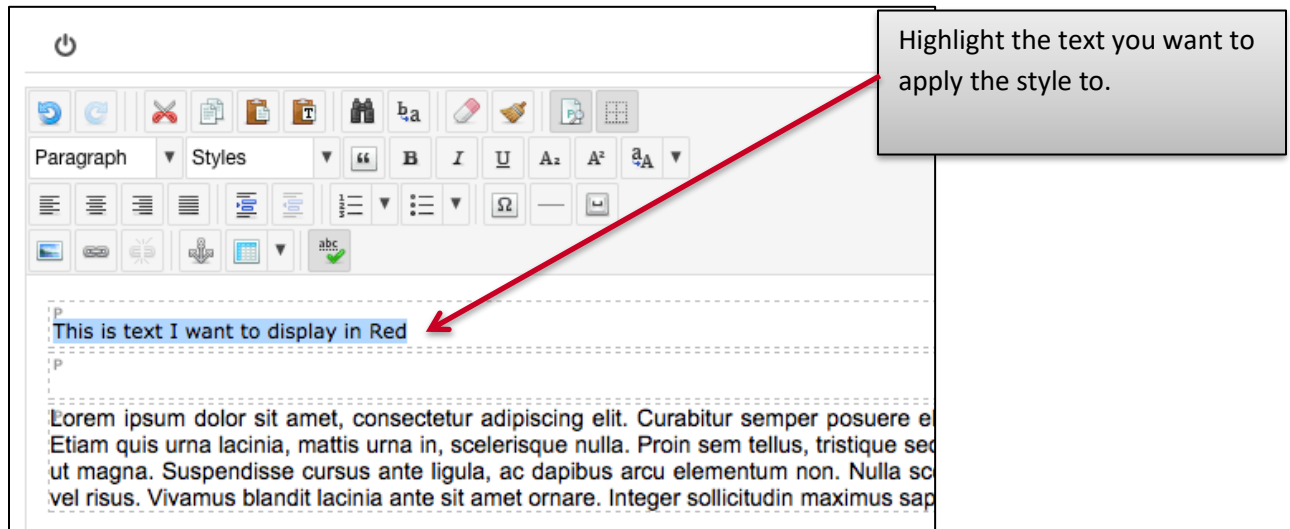 Highlight the text you want to
apply the style to.
Paragraph Styles
P
This is text I want to display in Red
P
Lorem ipsum dolor sit amet, consectetur adipiscing elit. Curabitur semper posuere
Etiam quis urna lacinia, mattis urna in, scelerisque nulla. Proin sem tellus, tristique
ut magna. Suspendisse cursus ante ligula, ac dapibus arcu elementum non. Nulla
vel risus. Vivamus blandit lacinia ante sit amet ornare. Integer sollicitudin maximus